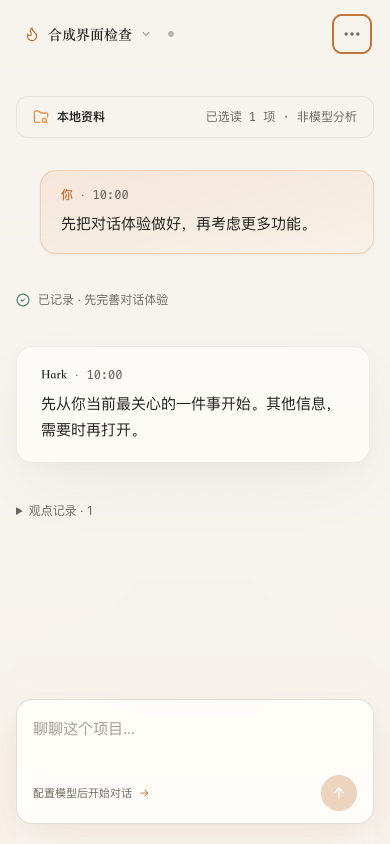 合成界面检查
本地资料
已选读 1 项 · 非模型分析
你 · 10:00
先把对话体验做好，再考虑更多功能。
已记录 · 先完善对话体验
Hark · 10:00
先从你当前最关心的一件事开始。其他信息，
需要时再打开。
观点记录 · 1
聊聊这个项目…
配置模型后开始对话 →